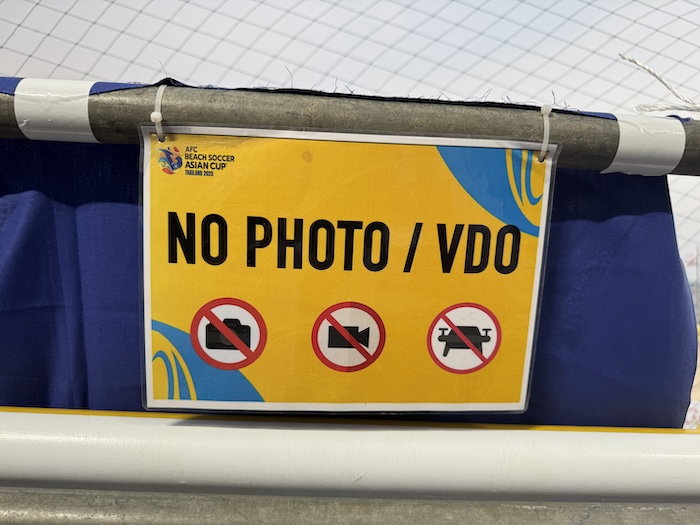 AFC
BEACH SOCCER
ASIAN CUP
THAILAND 2025
NO PHOTO / VDO